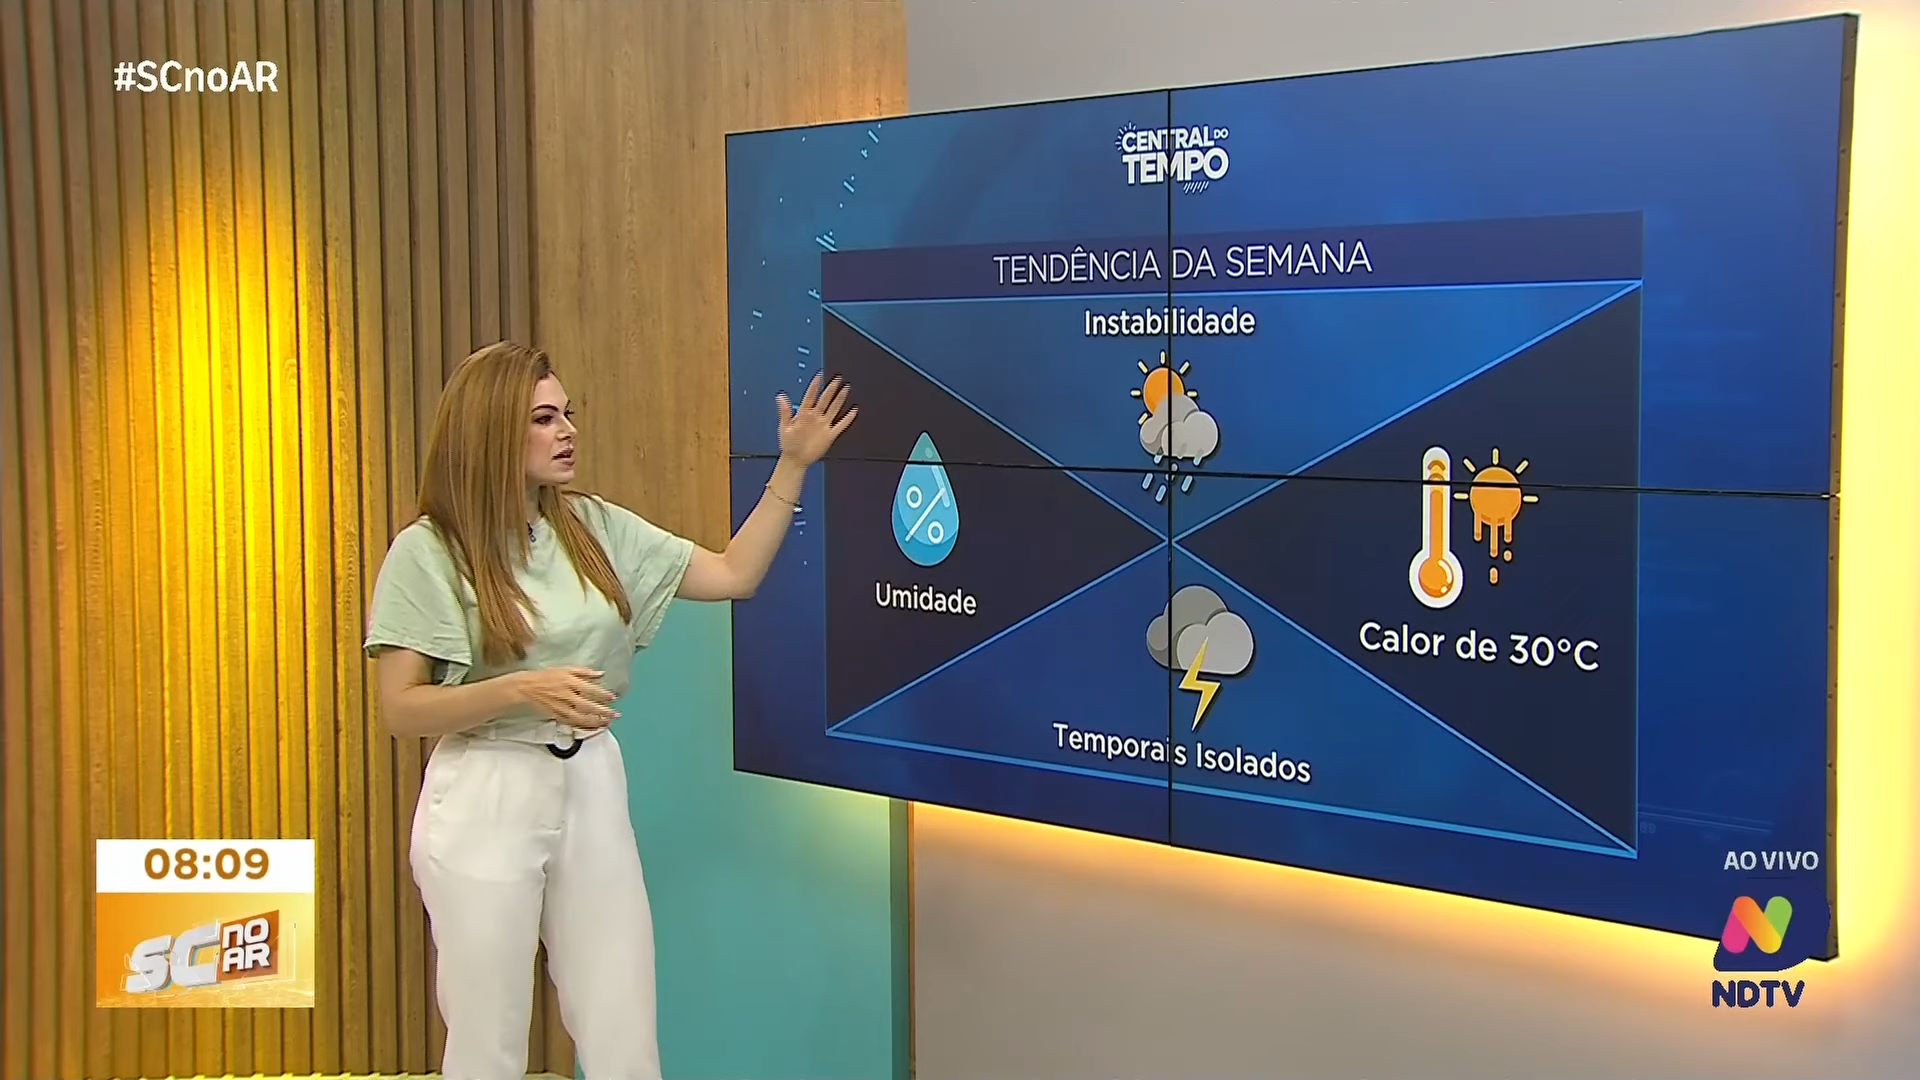 #SCnoAR
CENTRAL DO
TEMPO
TENDÊNCIA DA SEMANA
Instabilidade
%
Umidade
Calor de 30°C
Temporais Isolados
08:09
SC NO
AR
AO VIVO
NDTV